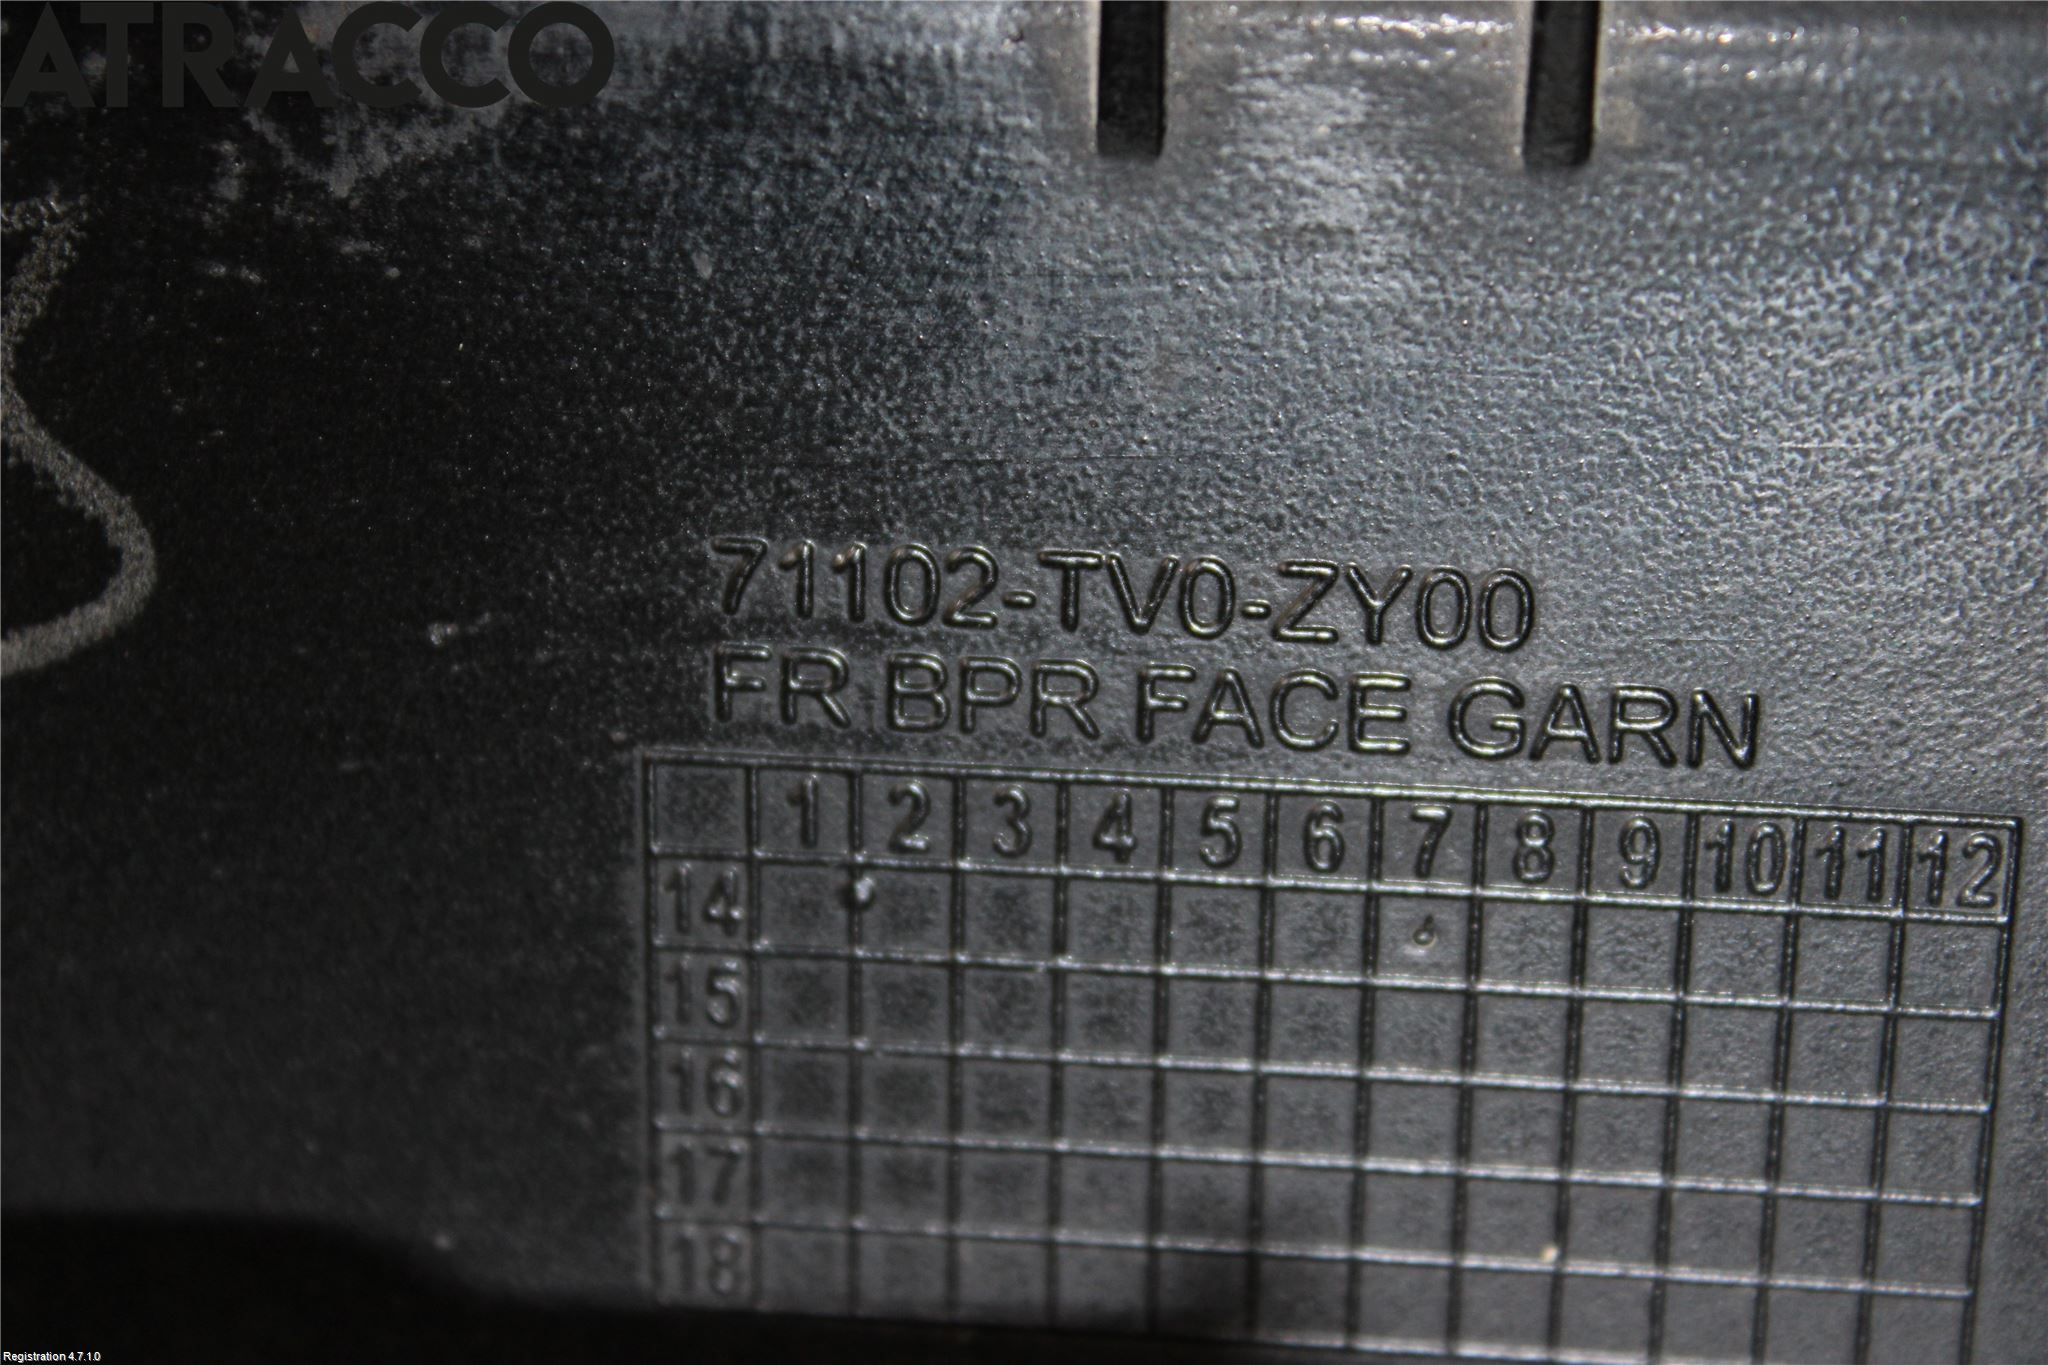 ATRACCO
71102-TV0-ZY00
FR BPR FACE GARN
1 2 3 4 5 6 7 8 9 10 11 12
14
15
16
17
18
Registration 4.7.1.0